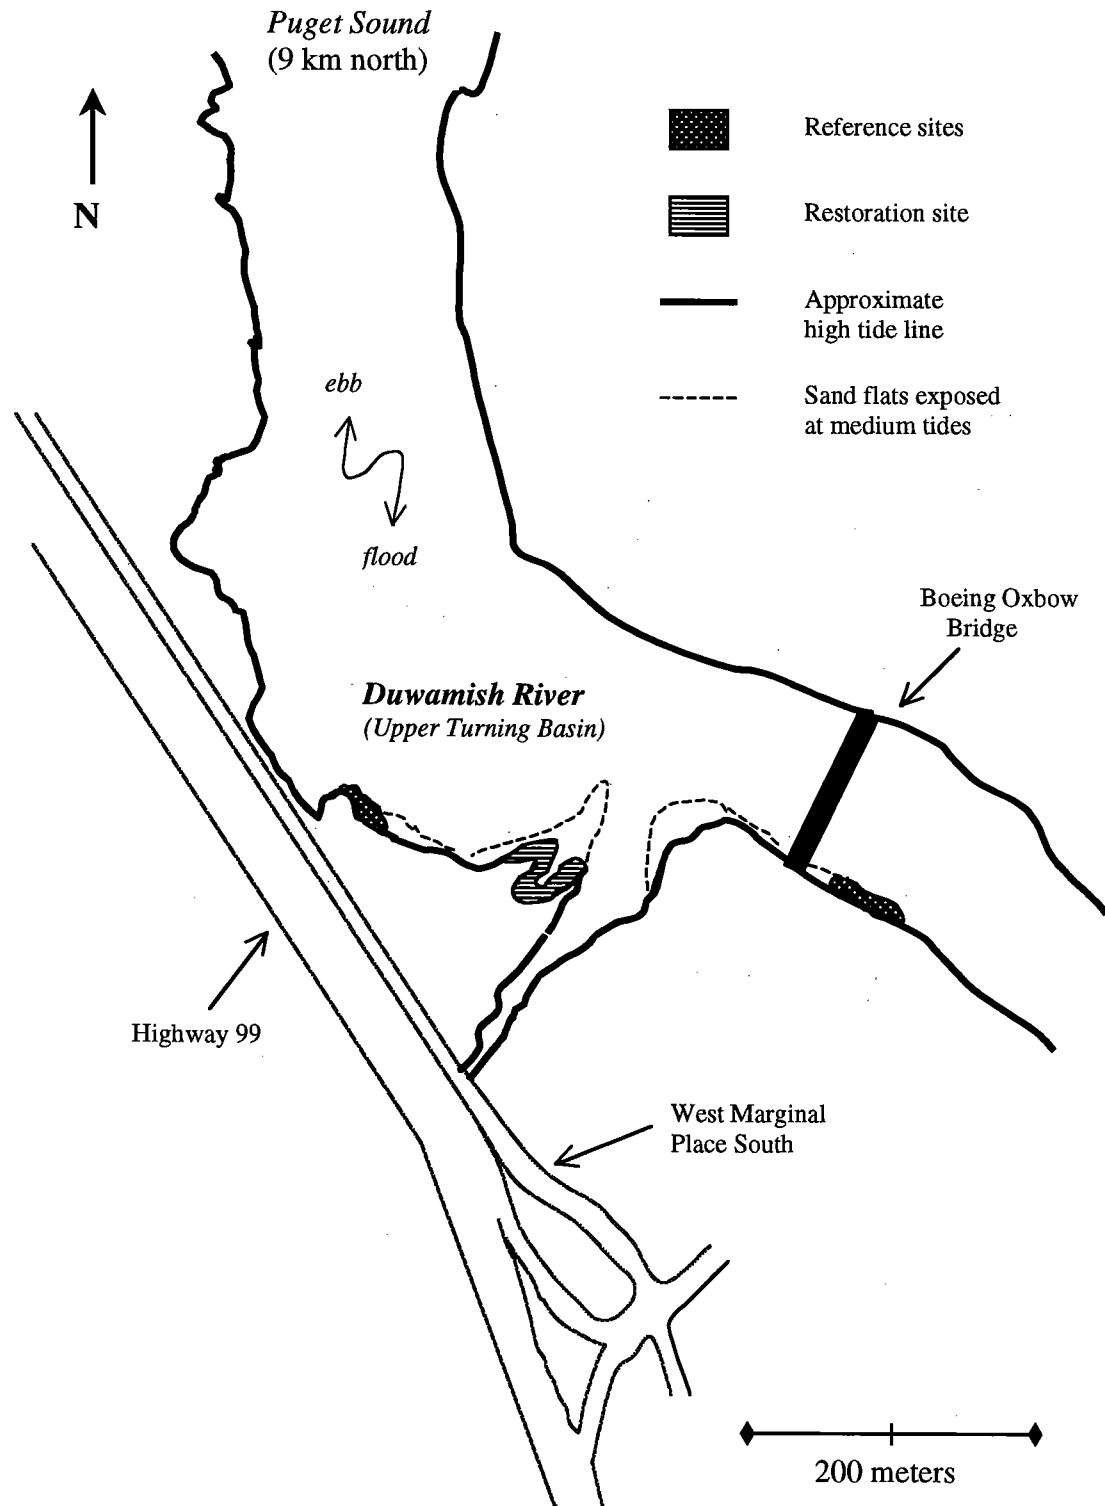 Puget Sound
(9 km north)
N
Reference sites
Restoration site
Approximate
high tide line
Sand flats exposed
at medium tides
ebb
flood
Boeing Oxbow
Bridge
Duwamish River
(Upper Turning Basin)
Highway 99
West Marginal
Place South
200 meters